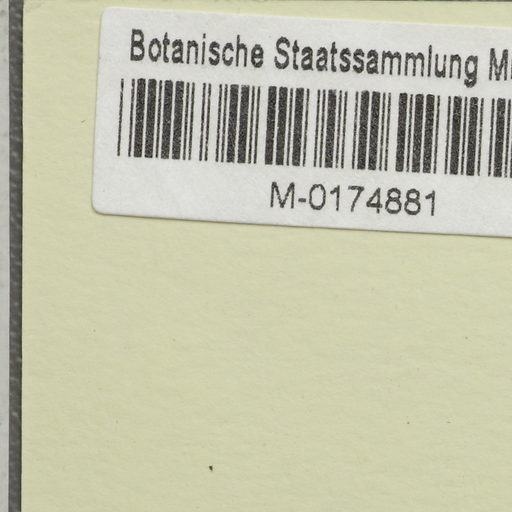 Botanische Staatssammlung M
M-0174881